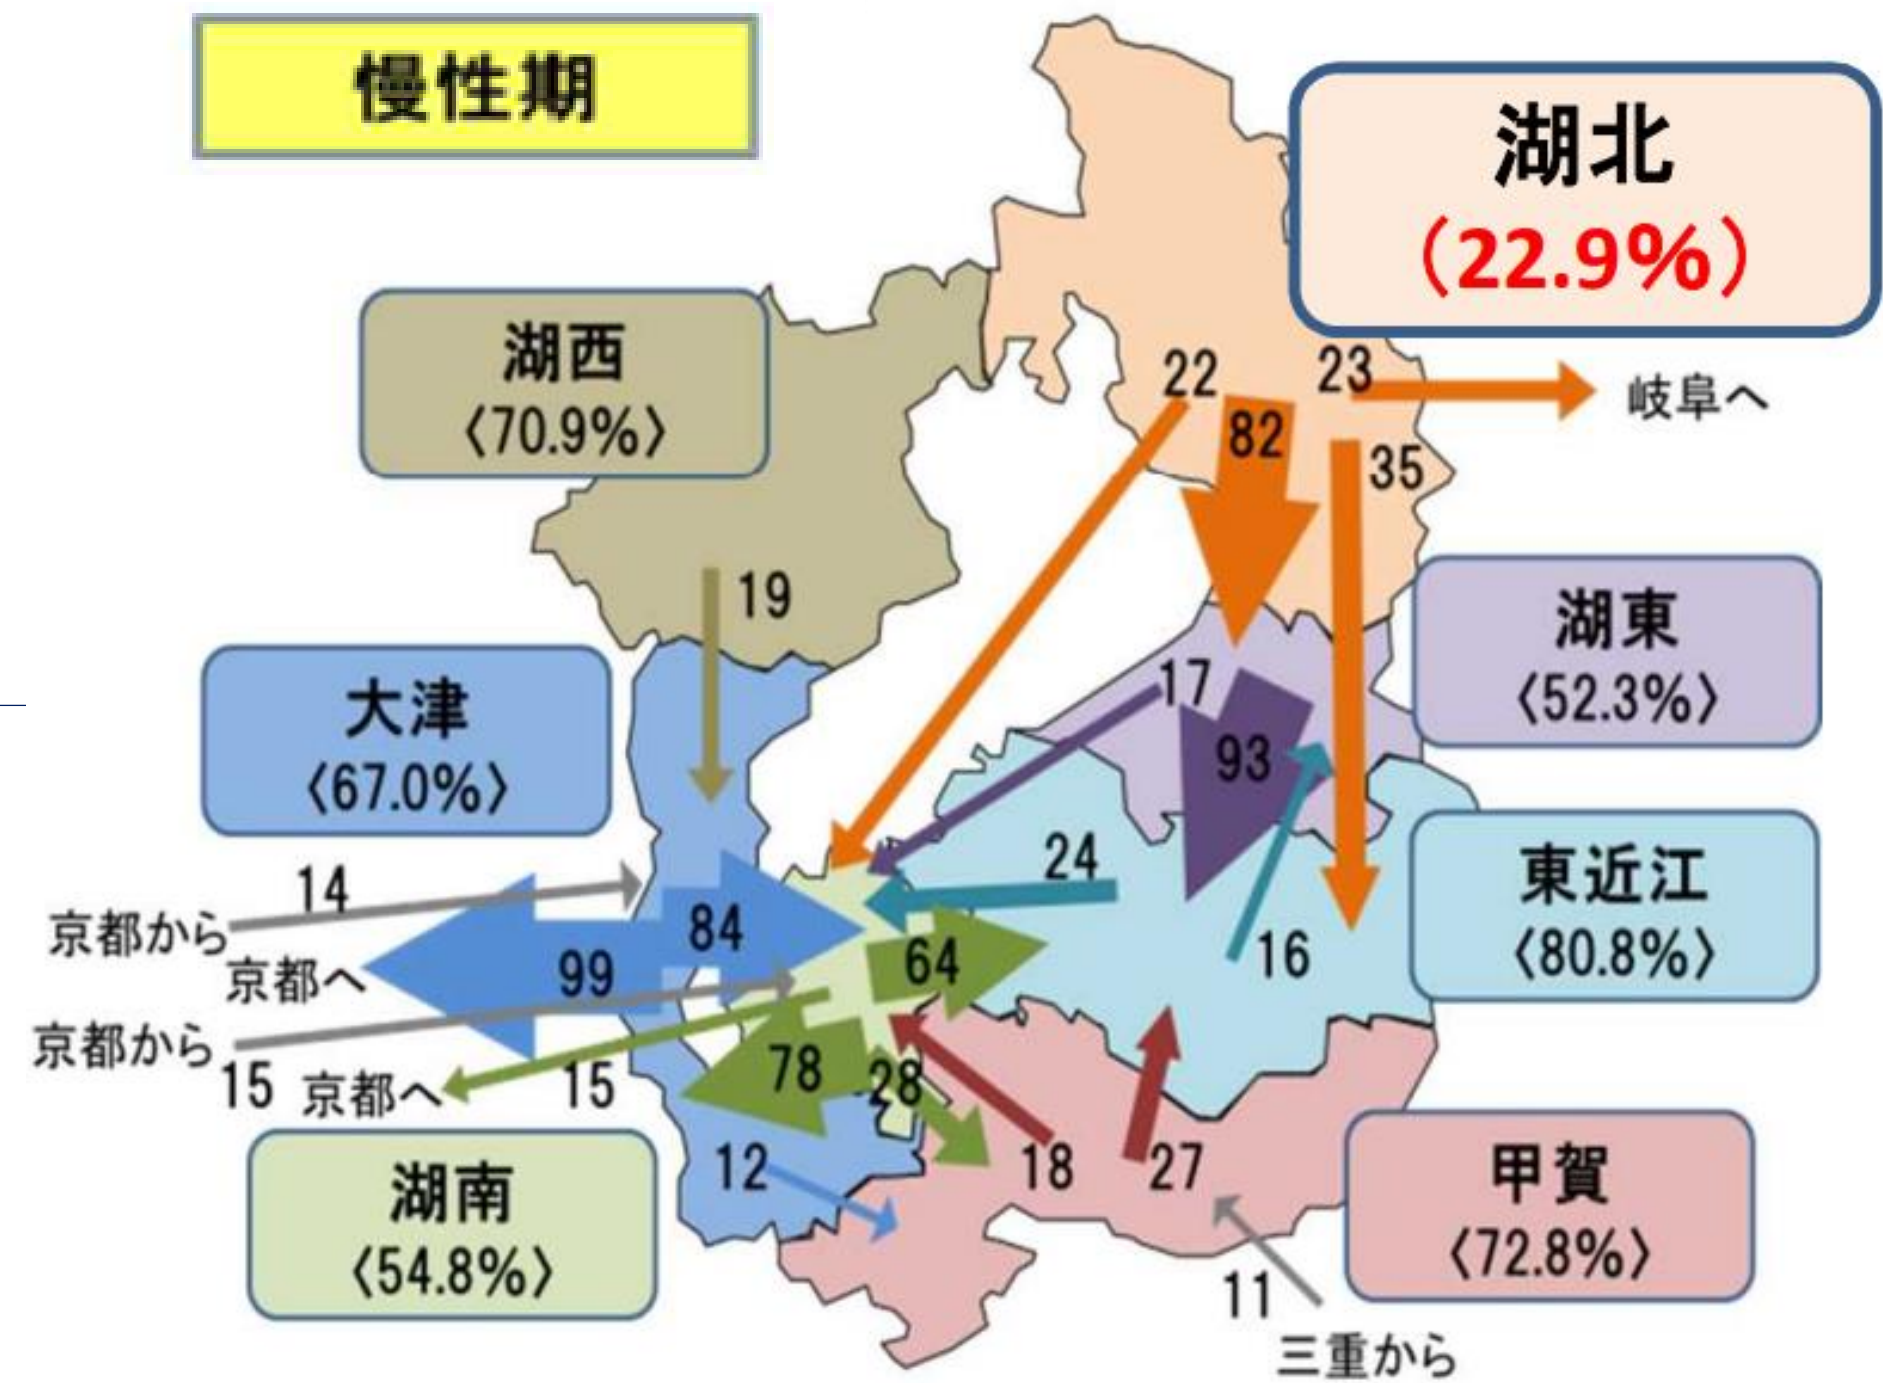 慢性期
湖北
（22.9%）
湖西
〈70.9%〉
22
23
岐阜へ
82
35
19
湖東
〈52.3%〉
大津
〈67.0%〉
17
93
24
東近江
〈80.8%〉
14
京都から
84
64
16
京都へ
99
京都から
15
京都へ
15
78
28
12
18
27
湖南
〈54.8%〉
甲賀
〈72.8%〉
11
三重から